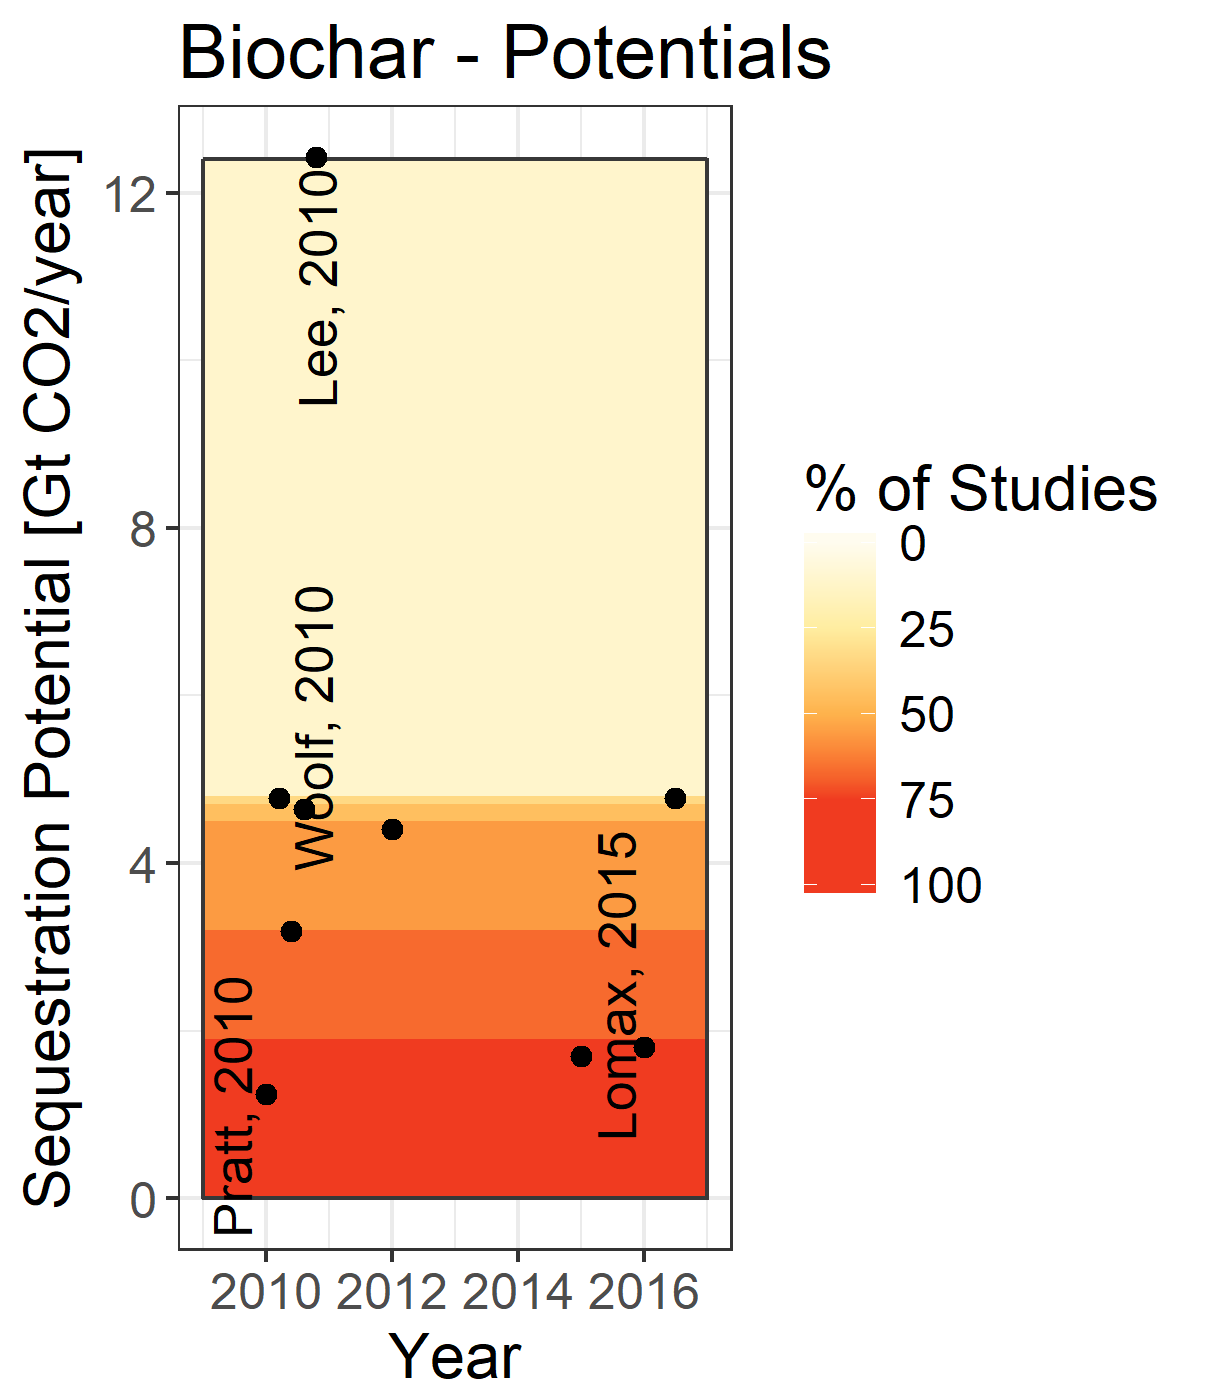 Biochar - Potentials
Sequestration Potential [Gt CO2/year]
12
8
4
0
Lee, 2010
Woolf, 2010
Pratt, 2010
Lomax, 2015
2010 2012 2014 2016
Year
% of Studies
0
25
50
75
100